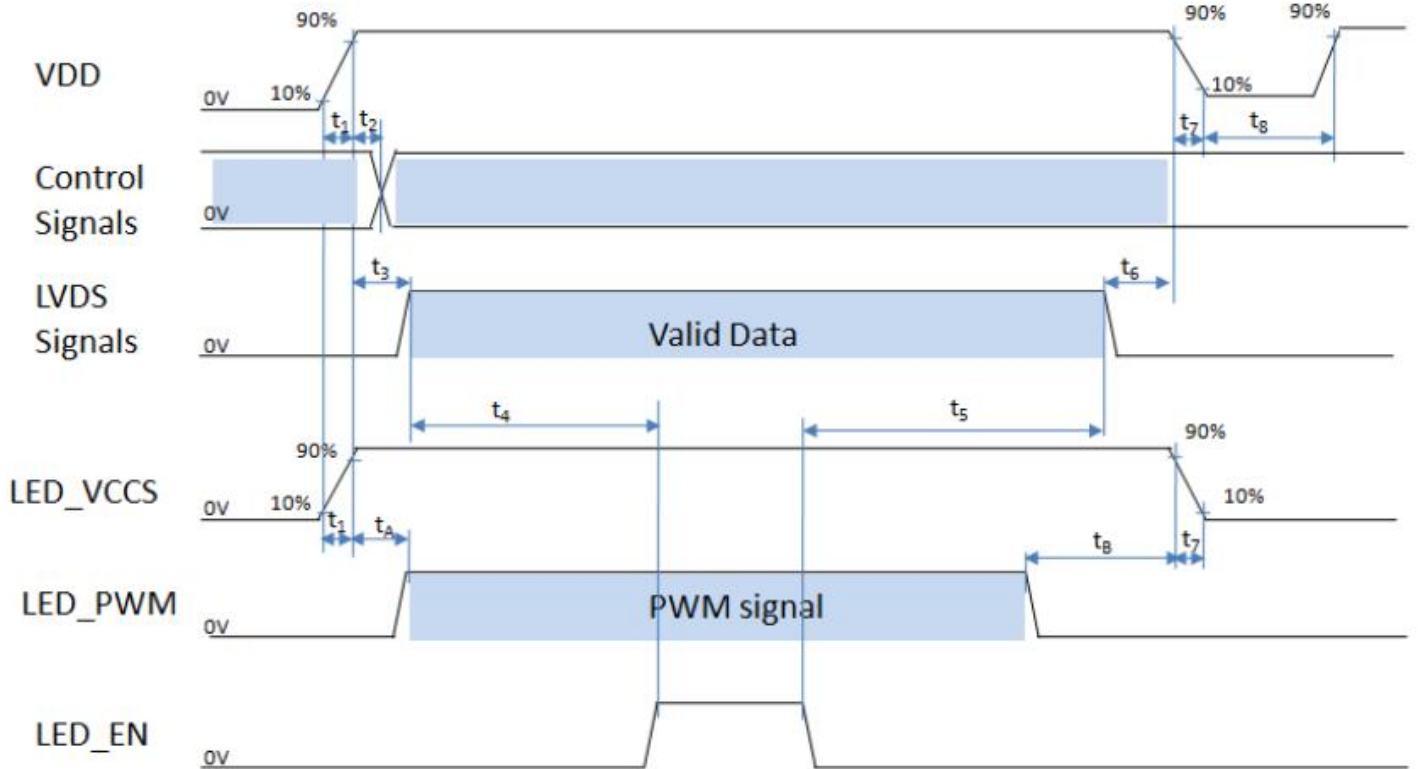 90% 90% 90%
VDD
0V 10% 10%
t1 t2 t7 t8
Control
Signals
0V
t3 t6
LVDS
Signals
Valid Data
0V
t4 t5
90% 90%
LED_VCCS
0V 10% 10%
t1 tA tB t7
LED_PWM
PWM signal
0V
LED_EN
0V